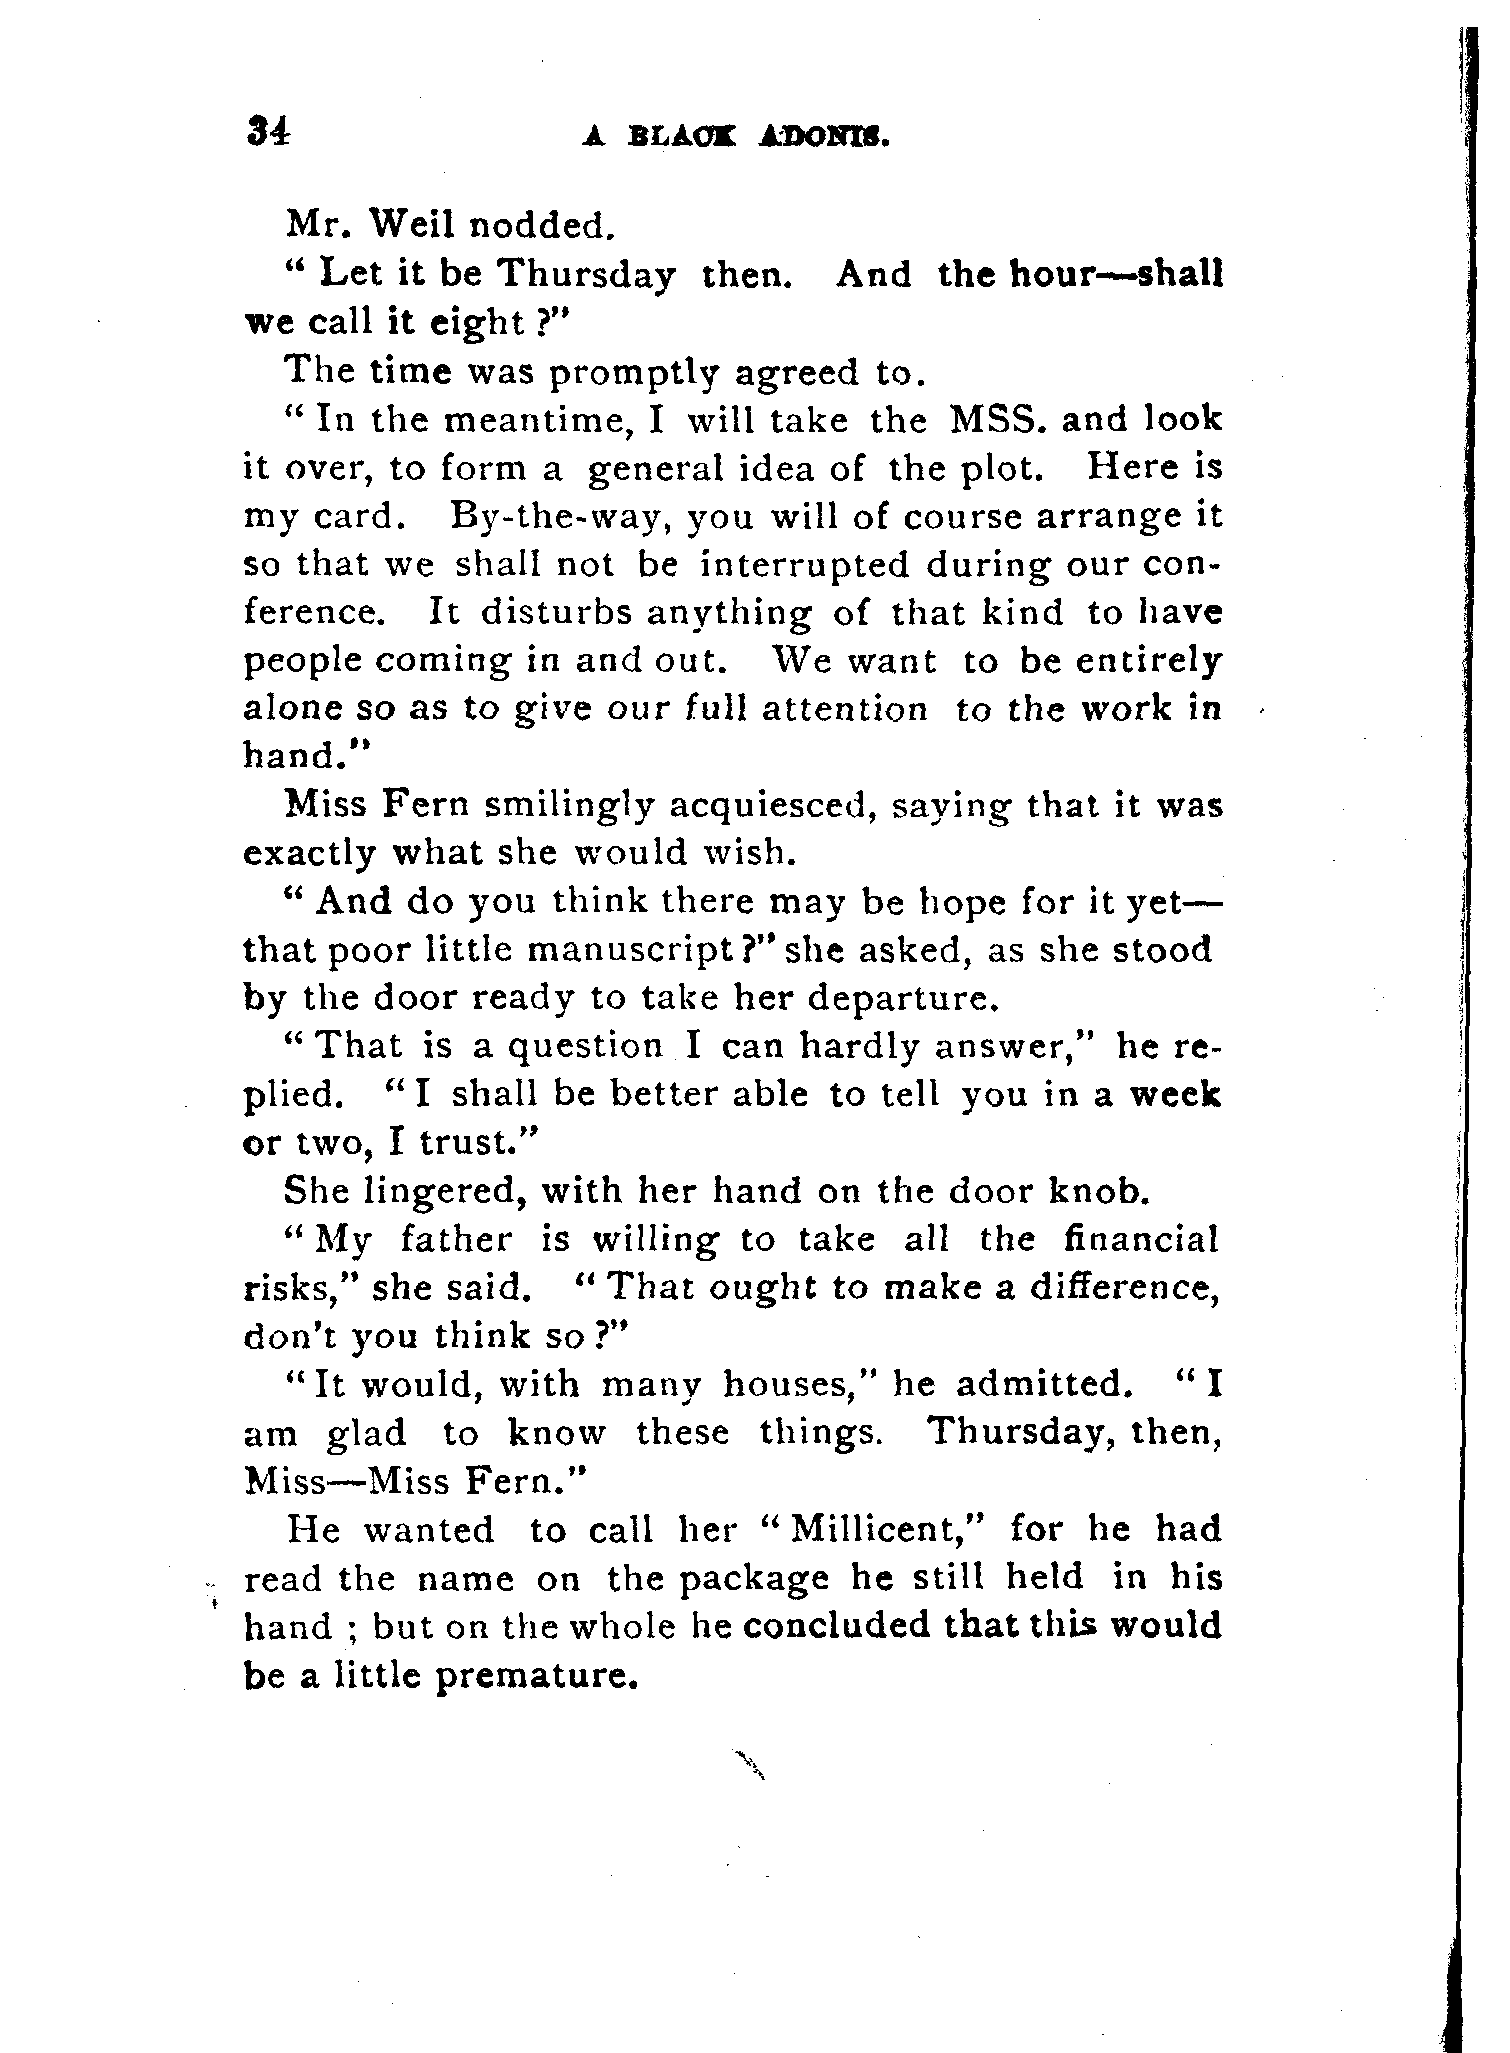 34 A BLACK ADONIS.
Mr. Weil nodded.
“ Let it be Thursday then. And the hour—shall
we call it eight ?”
The time was promptly agreed to.
“ In the meantime, I will take the MSS. and look
it over, to form a general idea of the plot. Here is
my card. By-the-way, you will of course arrange it
so that we shall not be interrupted during our con-
ference. It disturbs anything of that kind to have
people coming in and out. We want to be entirely
alone so as to give our full attention to the work in
hand.”
Miss Fern smilingly acquiesced, saying that it was
exactly what she would wish.
“ And do you think there may be hope for it yet—
that poor little manuscript ?” she asked, as she stood
by the door ready to take her departure.
“ That is a question I can hardly answer,” he re-
plied. “ I shall be better able to tell you in a week
or two, I trust.”
She lingered, with her hand on the door knob.
“ My father is willing to take all the financial
risks,” she said. “ That ought to make a difference,
don't you think so ?”
“ It would, with many houses,” he admitted. “ I
am glad to know these things. Thursday, then,
Miss—Miss Fern.”
He wanted to call her “ Millicent,” for he had
read the name on the package he still held in his
hand ; but on the whole he concluded that this would
be a little premature.